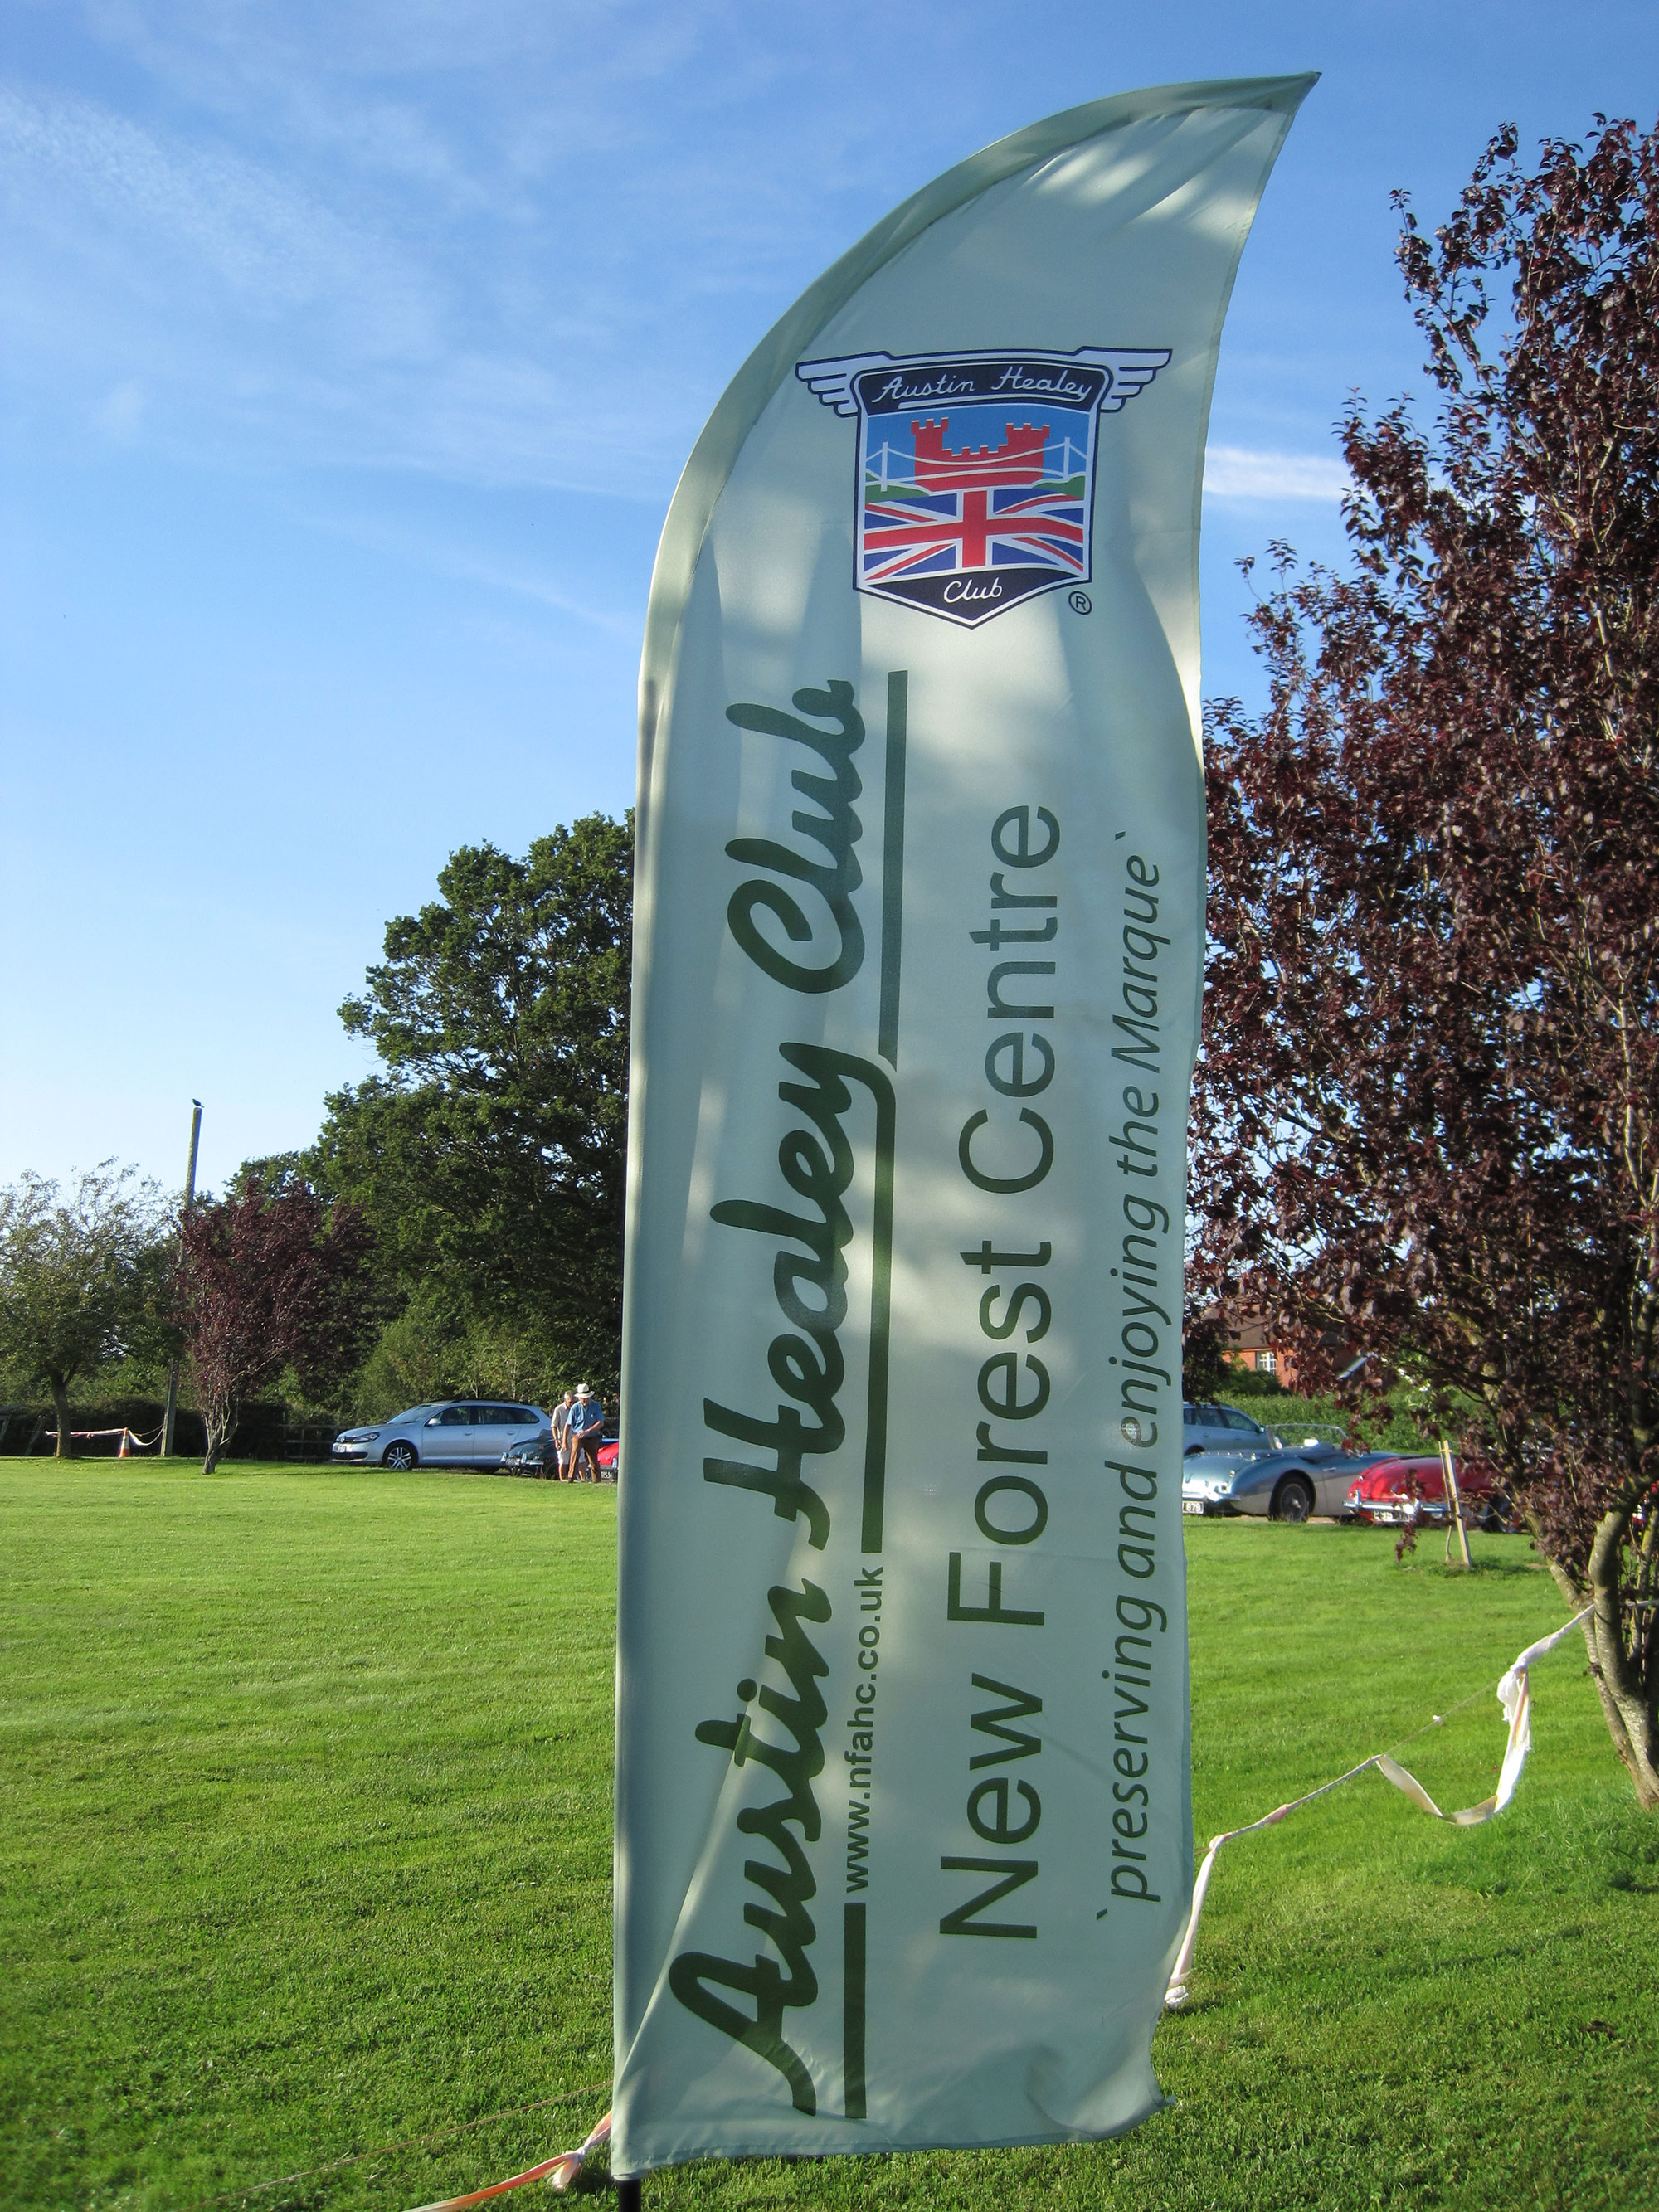 Austin Healey
Club
®
Austin Healey Club
www.nfahc.co.uk
New Forest Centre
`preserving and enjoying the Marque`